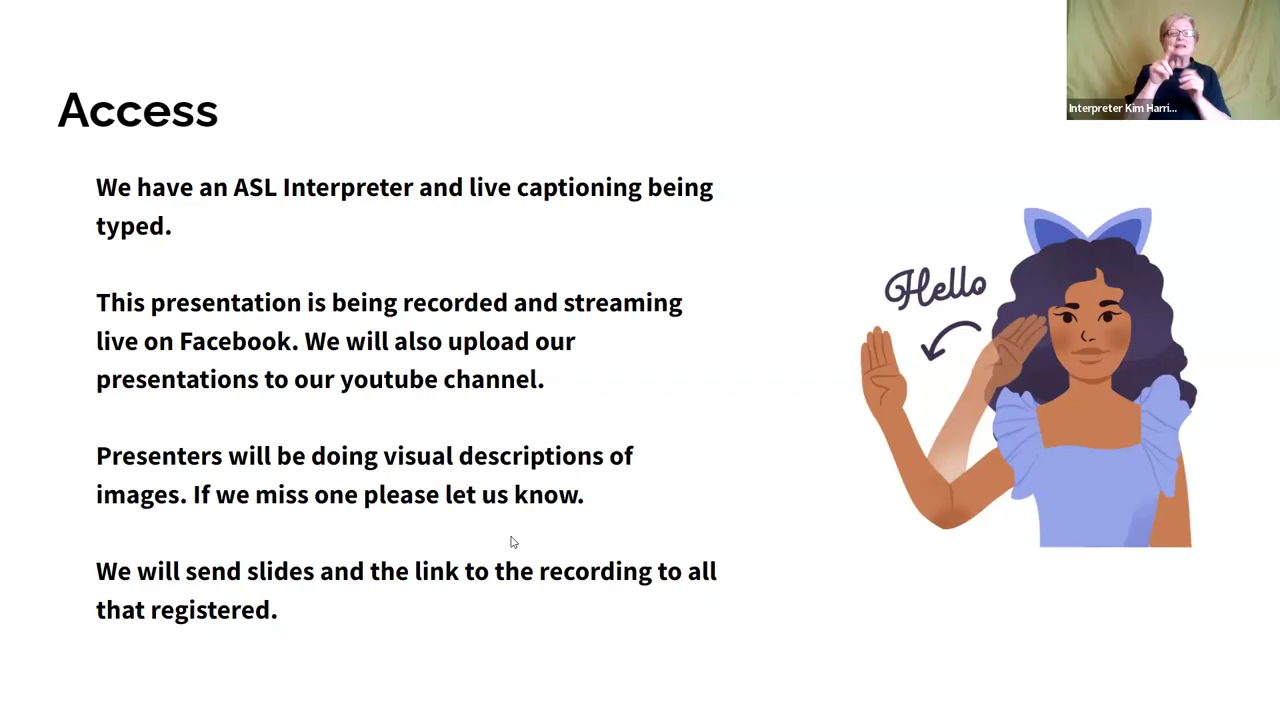 Access
We have an ASL Interpreter and live captioning being
typed.
This presentation is being recorded and streaming
live on Facebook. We will also upload our
presentations to our youtube channel.
Presenters will be doing visual descriptions of
images. If we miss one please let us know.
We will send slides and the link to the recording to all
that registered.
Hello
Interpreter Kim Harri...